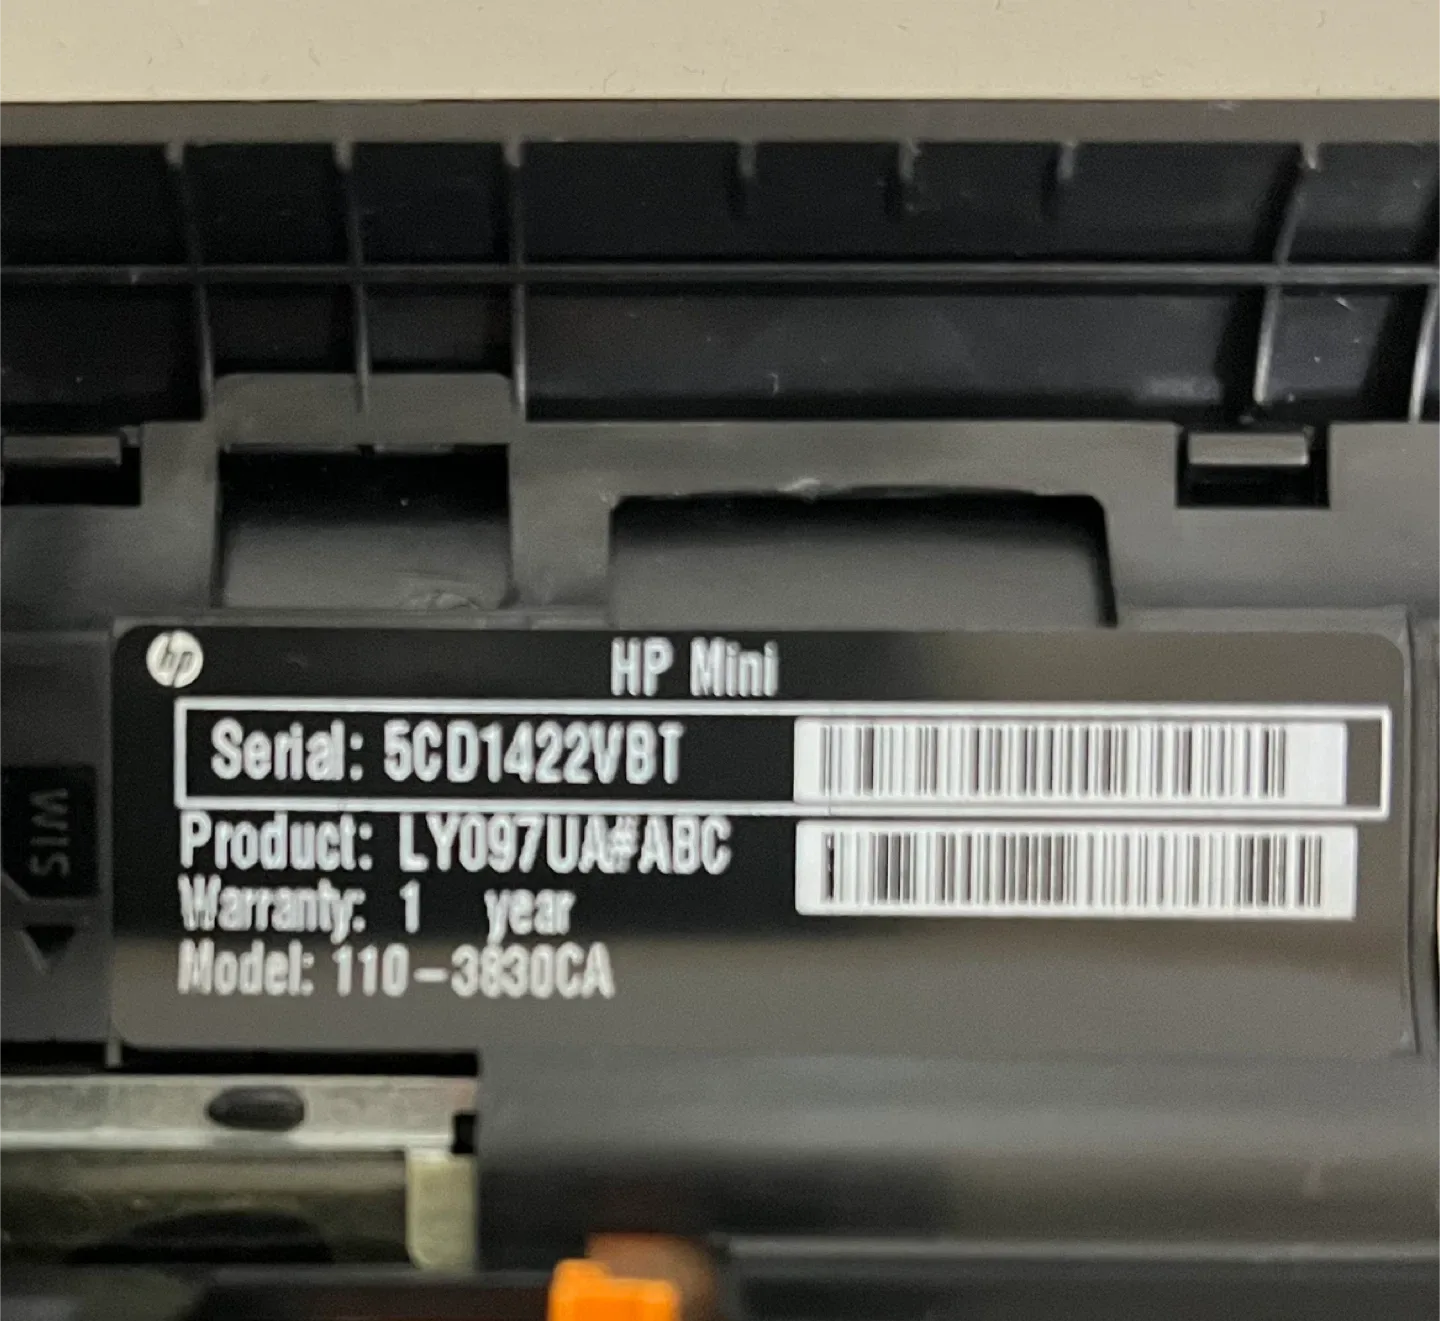 hp
HP Mini
Serial: 5CD1422VBT
Product: LY097UA#ABC
Warranty: 1 year
Model: 110-3830CA
SIM